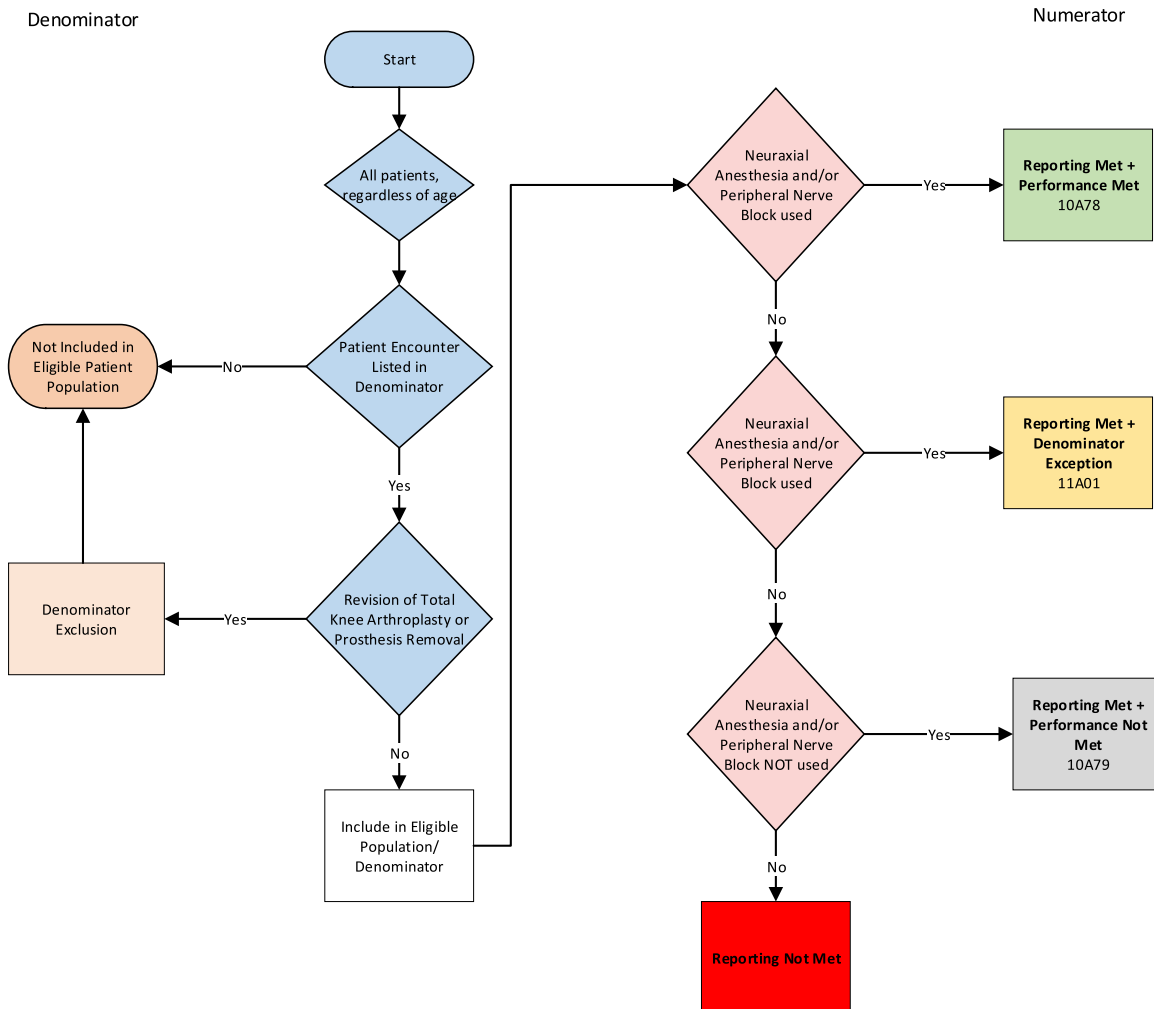 Denominator
Numerator
Start
All patients,
regardless of age
Patient Encounter
Listed in
Denominator
No
Not Included in
Eligible Patient
Population
Yes
Revision of Total
Knee Arthroplasty or
Prosthesis Removal
Yes
Denominator
Exclusion
No
Include in Eligible
Population/
Denominator
Neuraxial
Anesthesia and/or
Peripheral Nerve
Block used
Yes
Reporting Met +
Performance Met
10A78
No
Neuraxial
Anesthesia and/or
Peripheral Nerve
Block used
Yes
Reporting Met +
Denominator
Exception
11A01
No
Neuraxial
Anesthesia and/or
Peripheral Nerve
Block NOT used
Yes
Reporting Met +
Performance Not
Met
10A79
No
Reporting Not Met